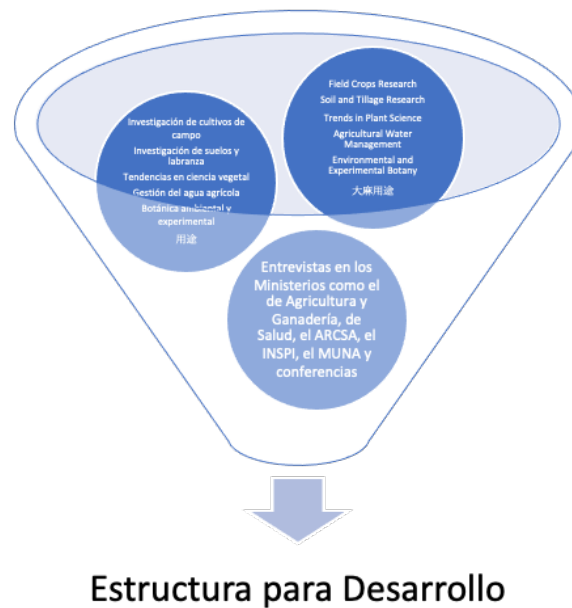 Investigación de cultivos de
campo
Investigación de suelos y
labranza
Tendencias en ciencia vegetal
Gestión del agua agrícola
Botánica ambiental y
experimental
用途
Field Crops Research
Soil and Tillage Research
Trends in Plant Science
Agricultural Water
Management
Environmental and
Experimental Botany
大麻用途
Entrevistas en los
Ministerios como el
de Agricultura y
Ganadería, de
Salud, el ARCSA, el
INSPI, el MUNA y
conferencias
Estructura para Desarrollo